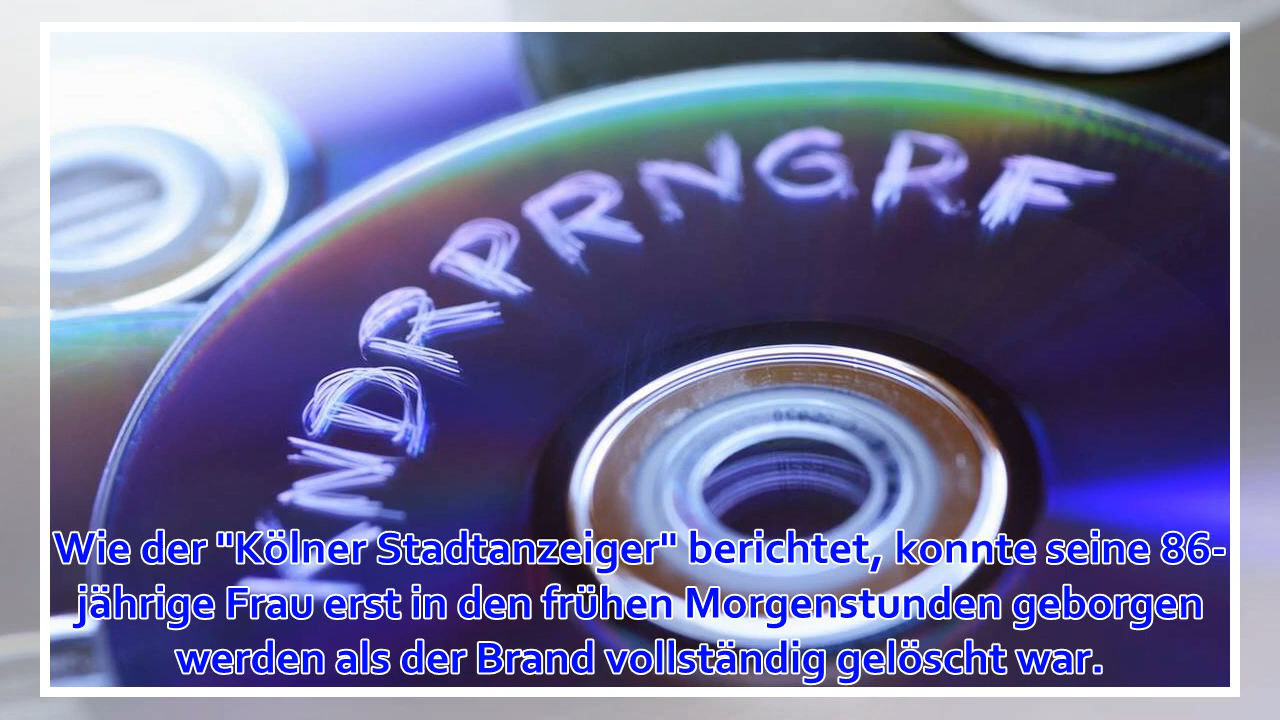 KNDRPRNGRF
Wie der "Kölner Stadtanzeiger" berichtet, konnte seine 86-
jährige Frau erst in den frühen Morgenstunden geborgen
werden als der Brand vollständig gelöscht war.